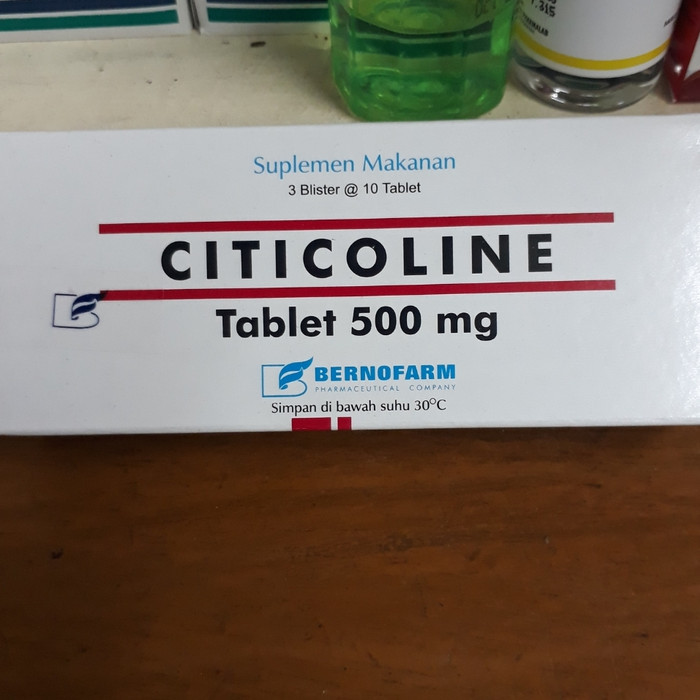 Suplemen Makanan
3 Blister @ 10 Tablet
CITICOLINE
Tablet 500 mg
BERNOFARM
PHARMACEUTICAL COMPANY
Simpan di bawah suhu 30°C